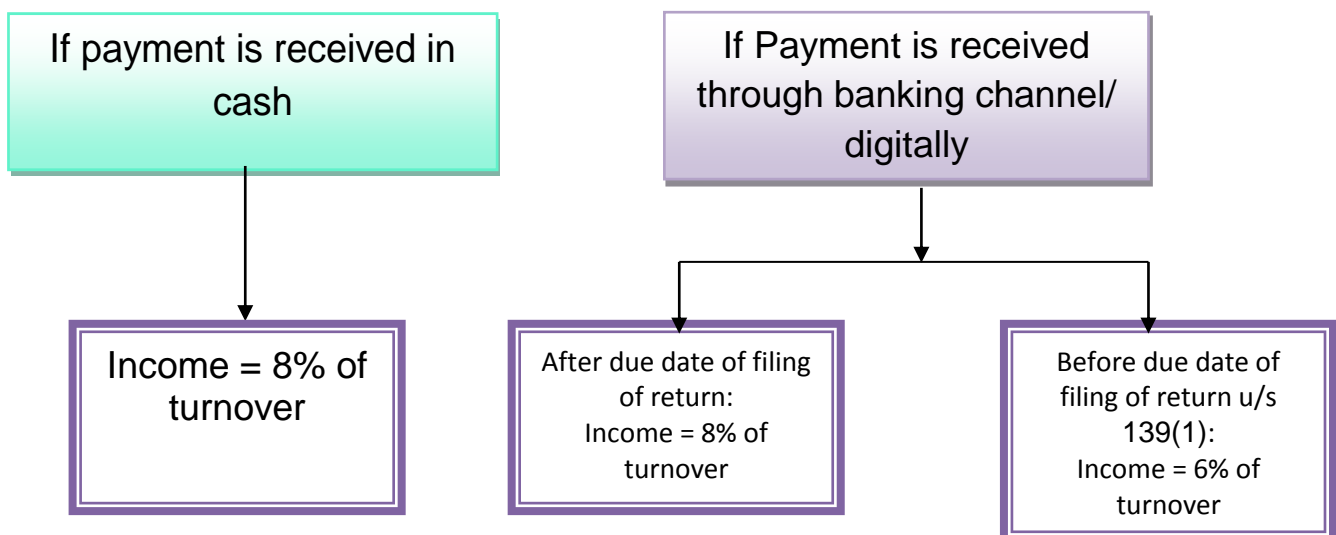 If payment is received in
cash
If Payment is received
through banking channel/
digitally
Income = 8% of
turnover
After due date of filing
of return:
Income = 8% of
turnover
Before due date of
filing of return u/s
139(1):
Income = 6% of
turnover